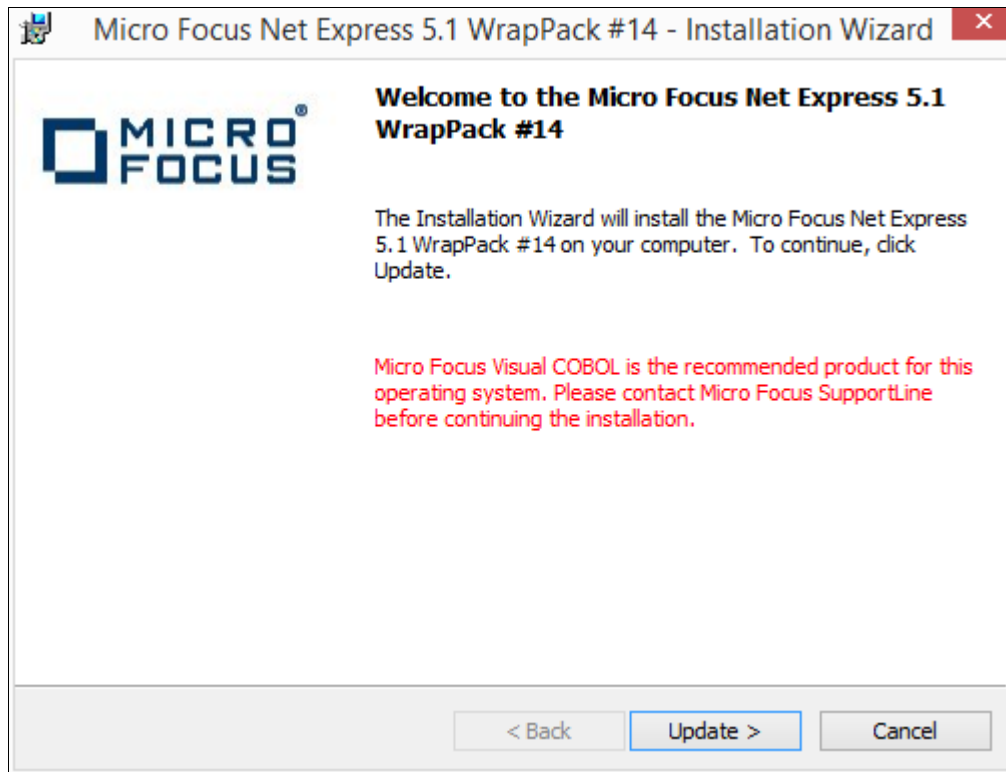 Micro Focus Net Express 5.1 WrapPack #14 - Installation Wizard
MICRO
FOCUS®
Welcome to the Micro Focus Net Express 5.1
WrapPack #14
The Installation Wizard will install the Micro Focus Net Express
5.1 WrapPack #14 on your computer. To continue, click
Update.
Micro Focus Visual COBOL is the recommended product for this
operating system. Please contact Micro Focus SupportLine
before continuing the installation.
< Back
Update >
Cancel